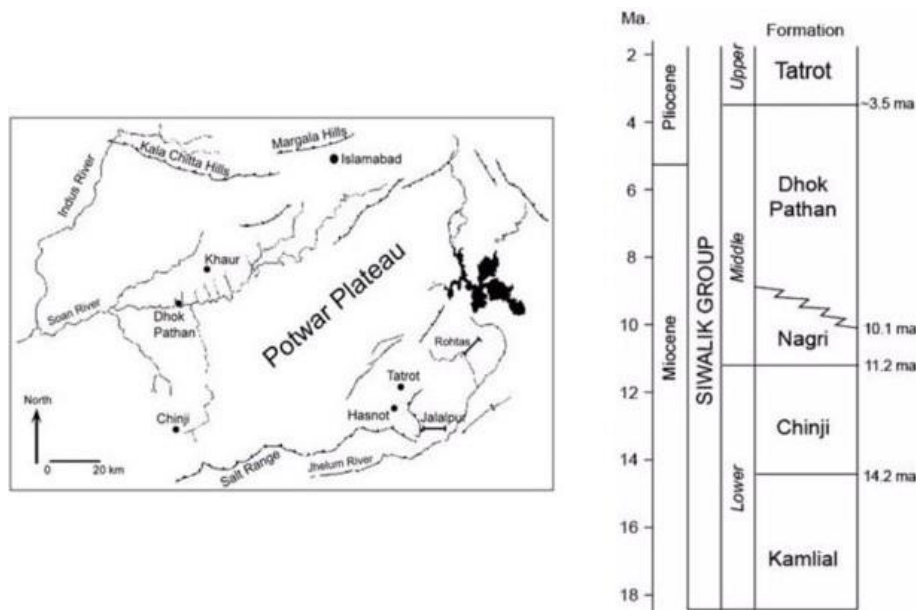 Margala Hills
Kala Chitta Hills
Islamabad
Indus River
Khaur
Potwar Plateau
Soan River
Dhok
Pathan
Rohtas
Tatrot
North
Hasnot
Jalalpur
Chinji
0 20 km
Salt Range
Jhelum River
Ma.
Formation
2
4
6
8
10
12
14
16
18
Pliocene
Miocene
SIWALIK GROUP
Upper
Middle
Lower
Tatrot
~3.5 ma
Dhok
Pathan
10.1 ma
Nagri
11.2 ma
Chinji
14.2 ma
Kamlial